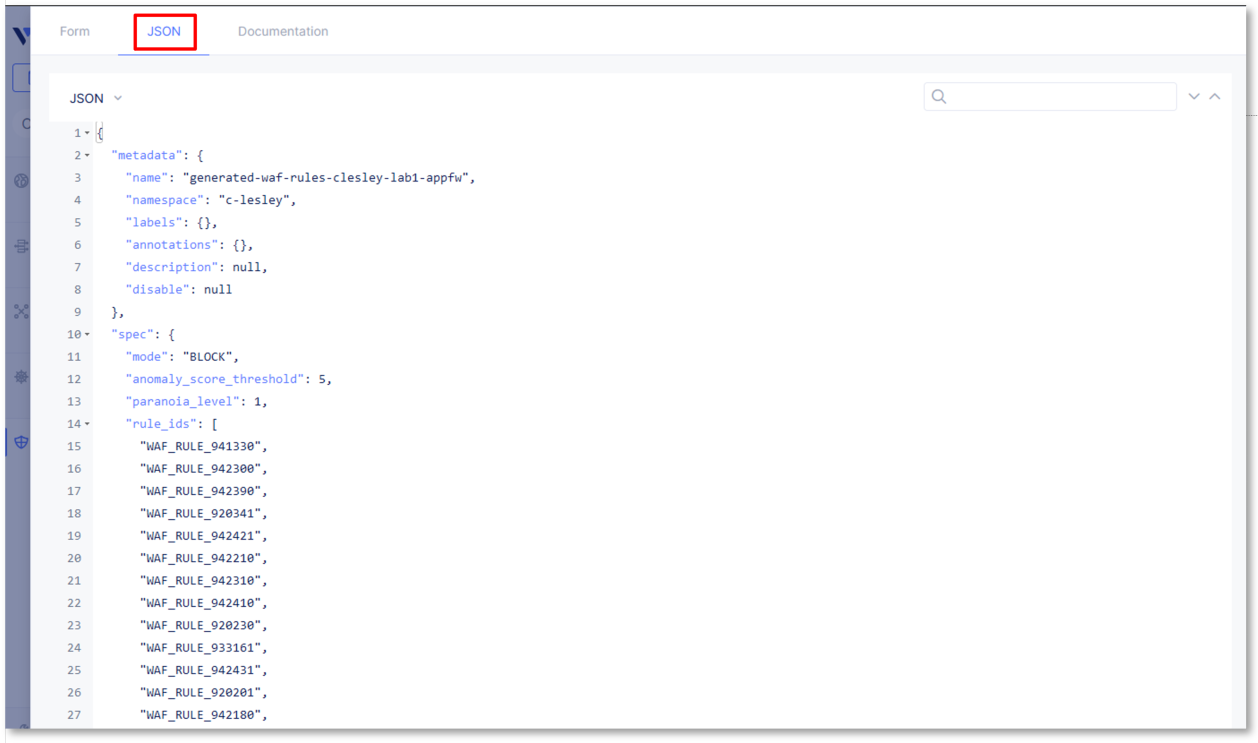 Form JSON Documentation
JSON
1 {
2 "metadata": {
3 "name": "generated-waf-rules-clesley-lab1-appfw",
4 "namespace": "c-lesley",
5 "labels": {},
6 "annotations": {},
7 "description": null,
8 "disable": null
9 },
10 "spec": {
11 "mode": "BLOCK",
12 "anomaly_score_threshold": 5,
13 "paranoia_level": 1,
14 "rule_ids": [
15 "WAF_RULE_941330",
16 "WAF_RULE_942300",
17 "WAF_RULE_942390",
18 "WAF_RULE_920341",
19 "WAF_RULE_942421",
20 "WAF_RULE_942210",
21 "WAF_RULE_942310",
22 "WAF_RULE_942410",
23 "WAF_RULE_920230",
24 "WAF_RULE_933161",
25 "WAF_RULE_942431",
26 "WAF_RULE_920201",
27 "WAF_RULE_942180",